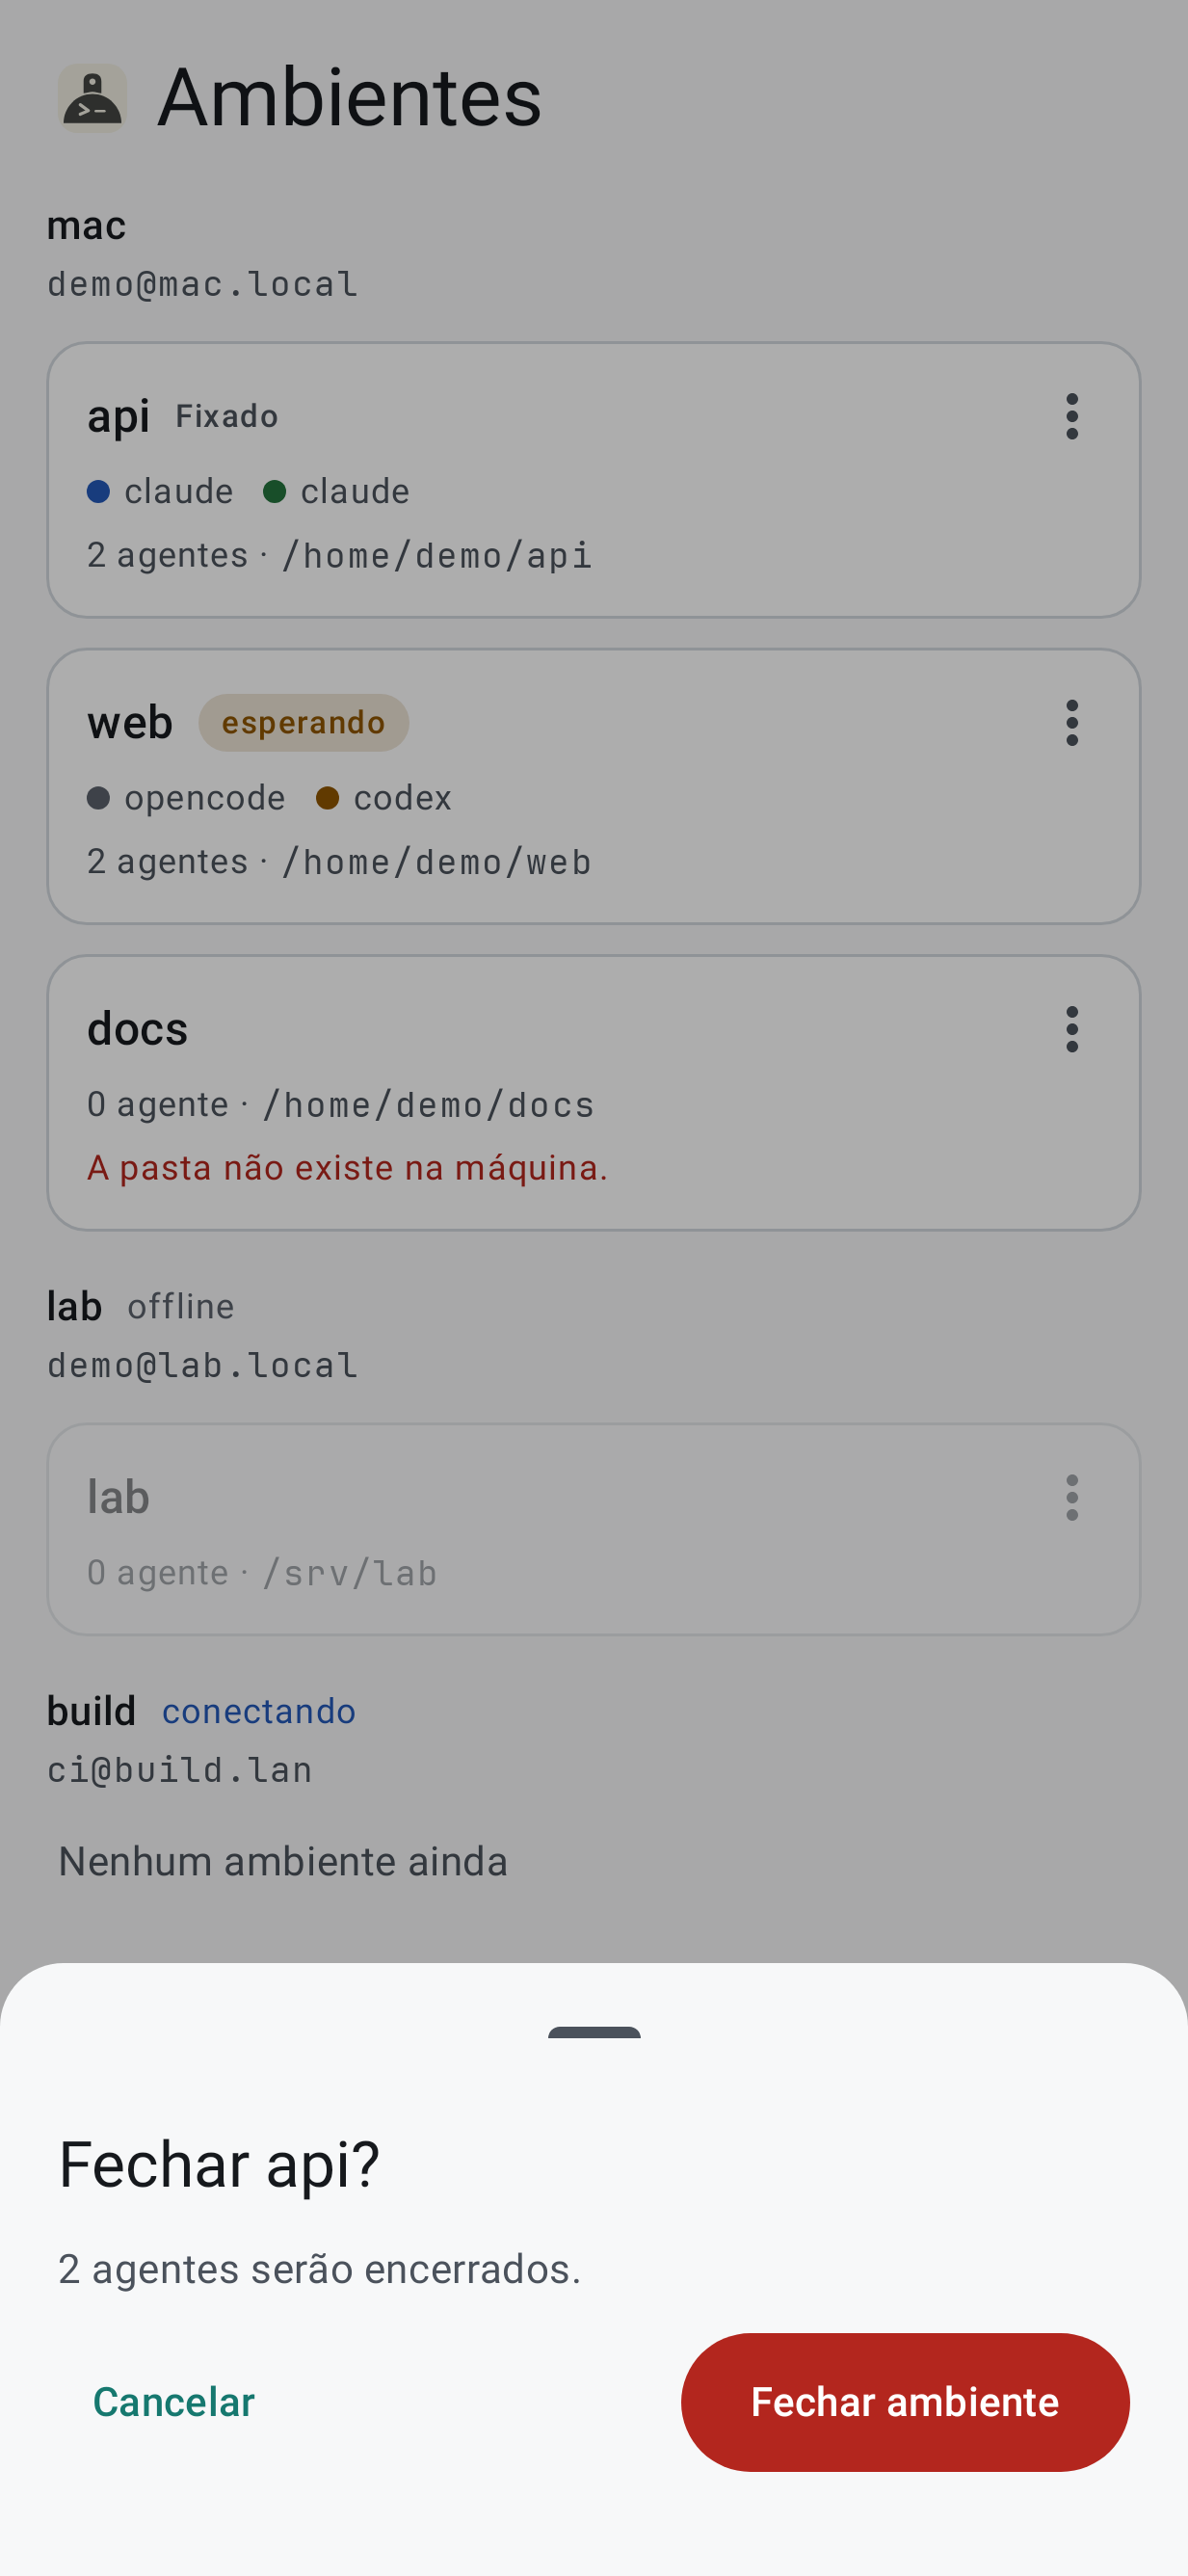 Ambientes
mac
demo@mac.local
api Fixado
claude claude
2 agentes · /home/demo/api
web esperando
opencode codex
2 agentes · /home/demo/web
docs
0 agente · /home/demo/docs
A pasta não existe na máquina.
lab offline
demo@lab.local
lab
0 agente · /srv/lab
build conectando
ci@build.lan
Nenhum ambiente ainda
Fechar api?
2 agentes serão encerrados.
Cancelar Fechar ambiente